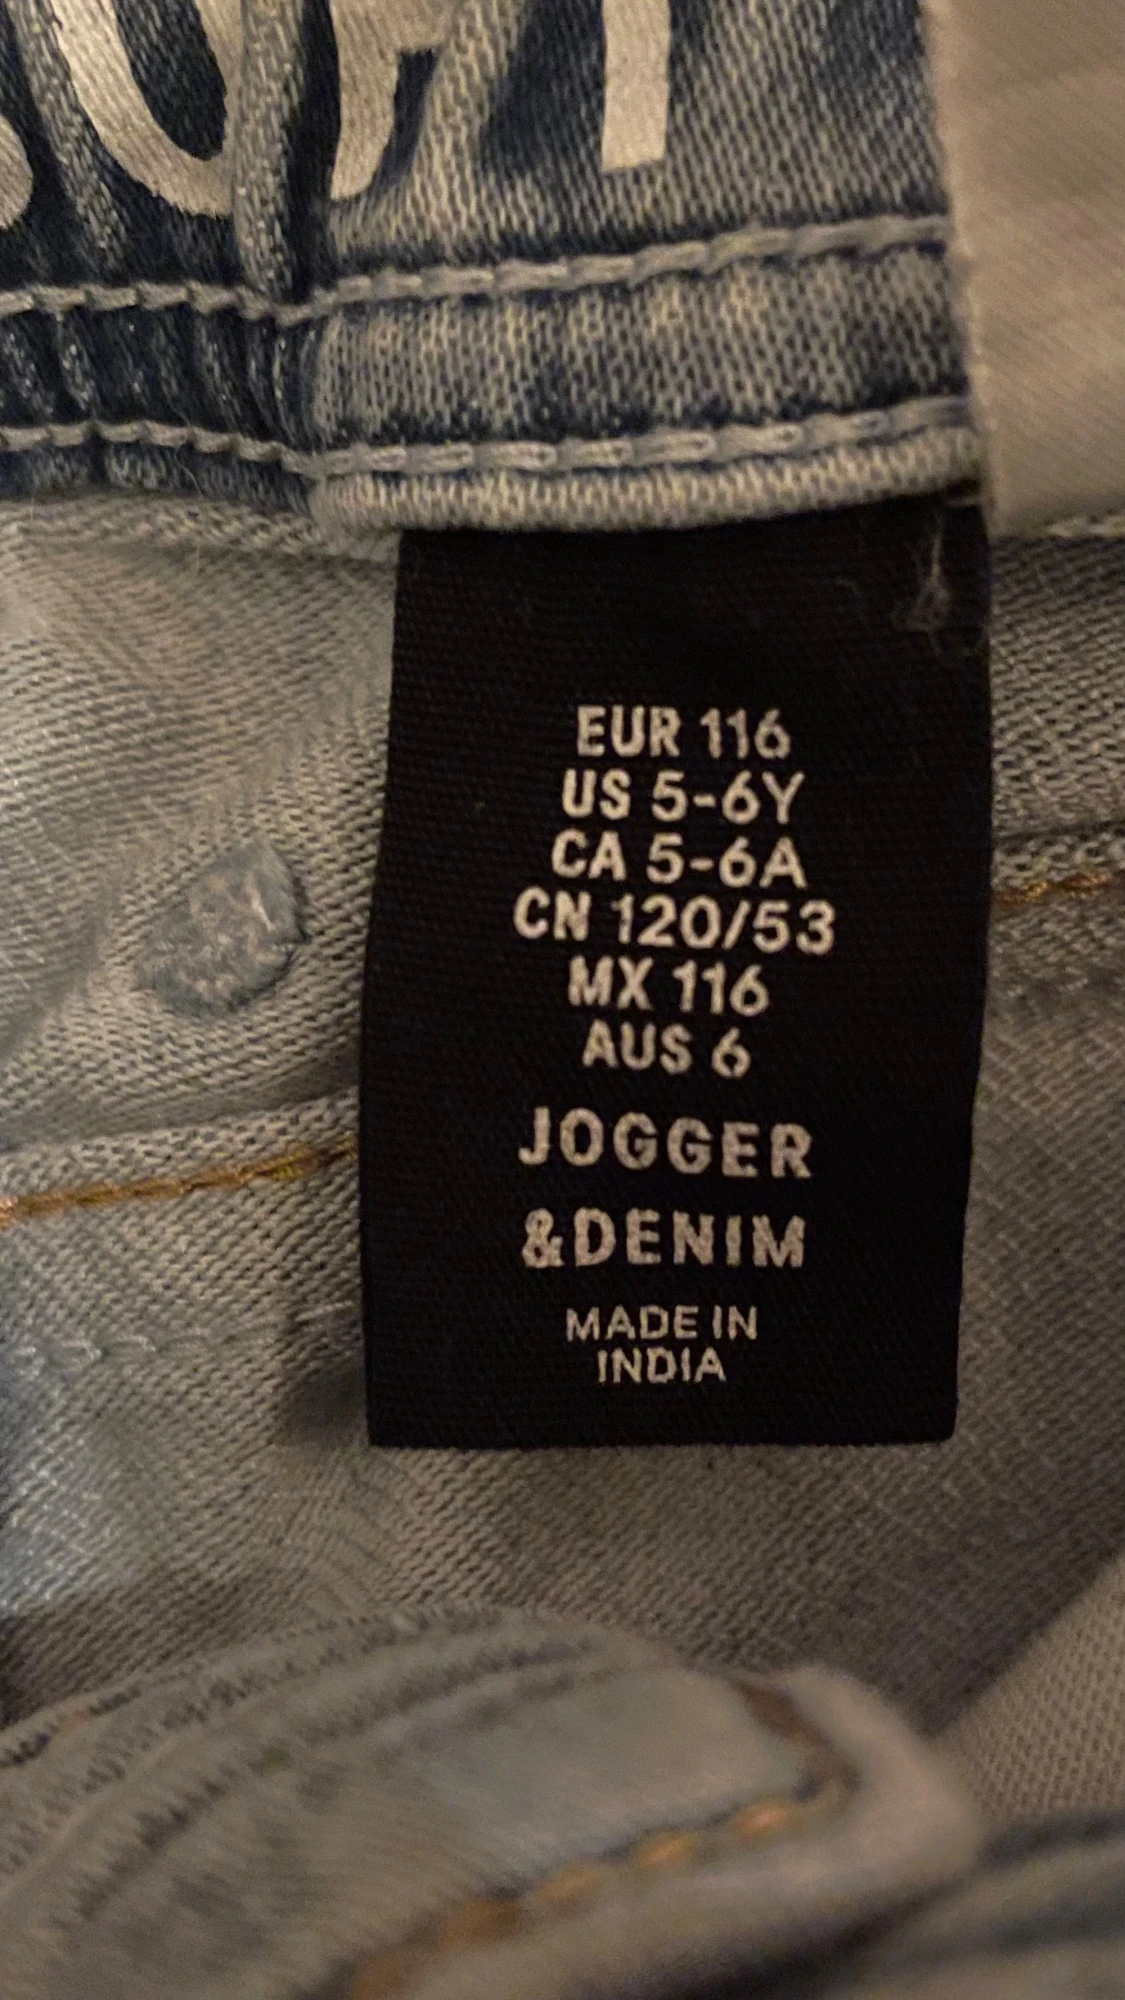 EUR 116
US 5-6Y
CA 5-6A
CN 120/53
MX 116
AUS 6
JOGGER
&DENIM
MADE IN
INDIA